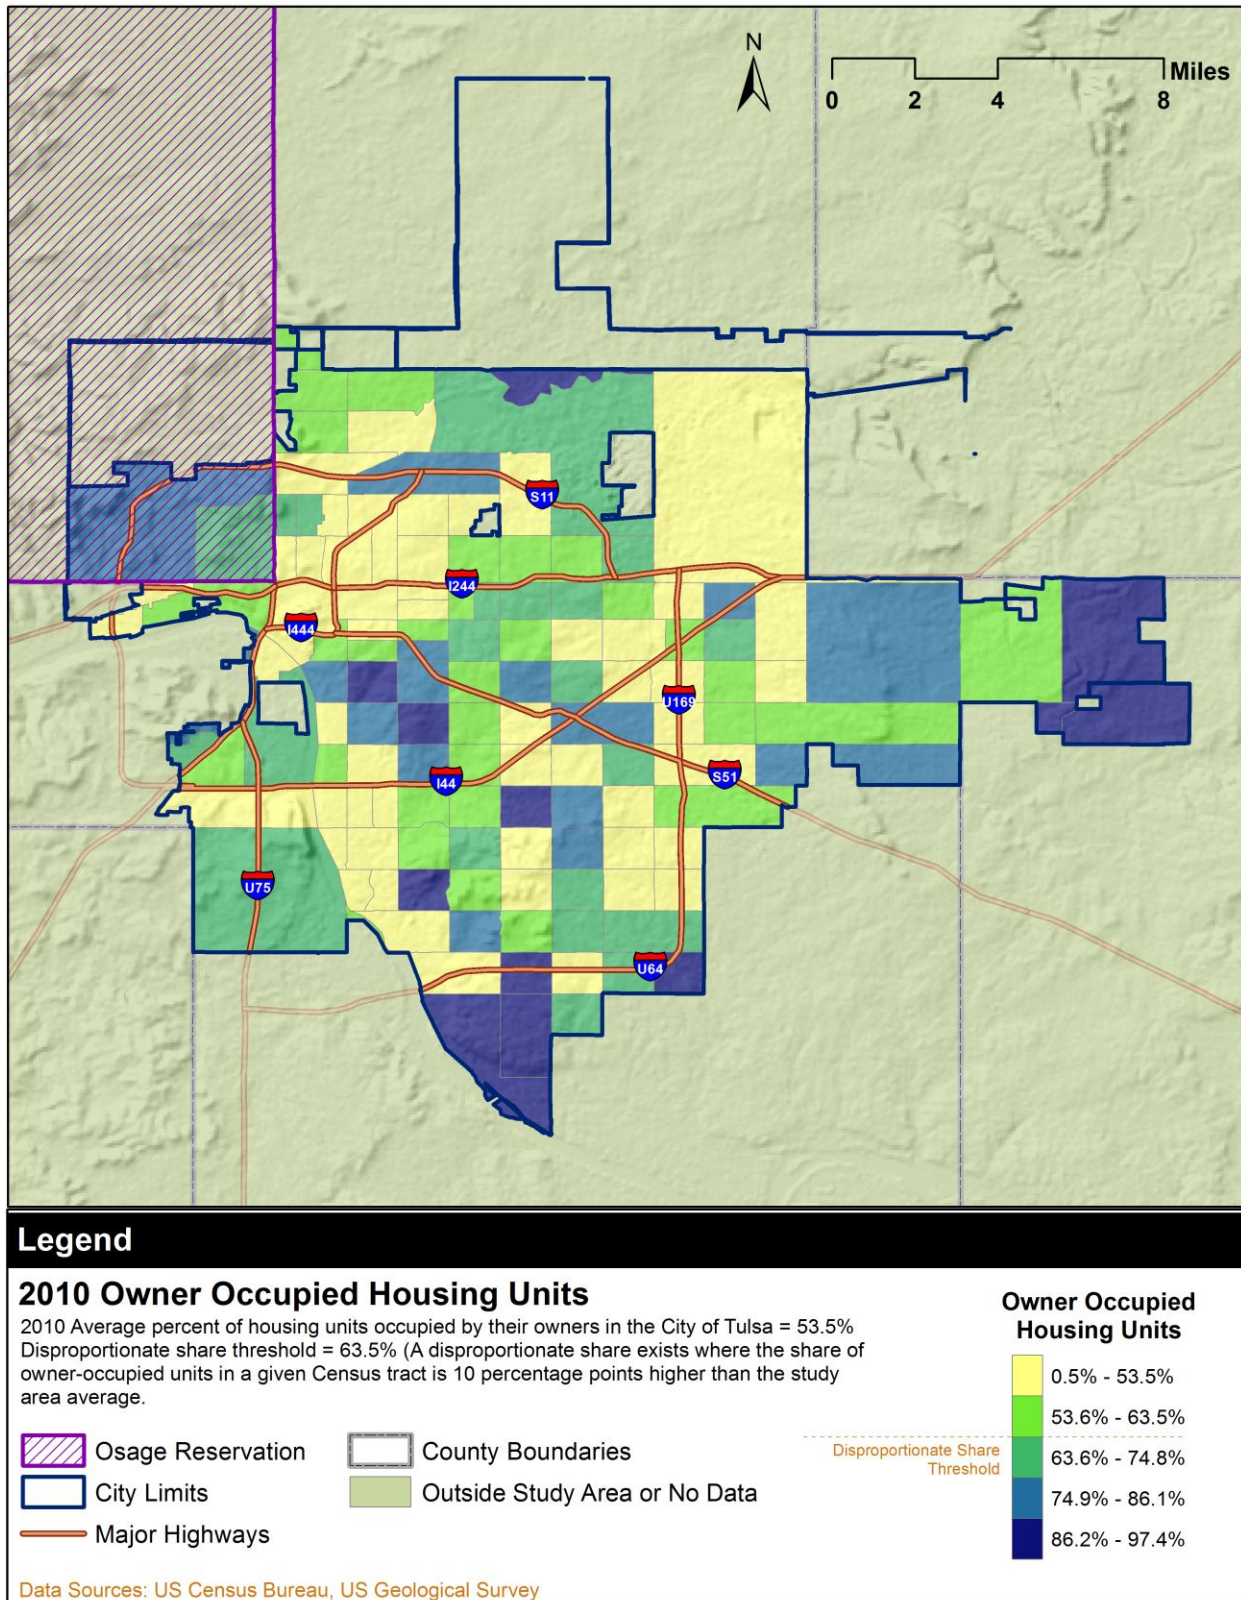 N
Miles
0 2 4 8
S11
I244
I444
U169
S51
I44
U75
U64
Legend
2010 Owner Occupied Housing Units
2010 Average percent of housing units occupied by their owners in the City of Tulsa = 53.5%
Disproportionate share threshold = 63.5% (A disproportionate share exists where the share of
owner-occupied units in a given Census tract is 10 percentage points higher than the study
area average.
Osage Reservation
County Boundaries
City Limits
Outside Study Area or No Data
Major Highways
Owner Occupied
Housing Units
0.5% - 53.5%
53.6% - 63.5%
Disproportionate Share
Threshold
63.6% - 74.8%
74.9% - 86.1%
86.2% - 97.4%
Data Sources: US Census Bureau, US Geological Survey